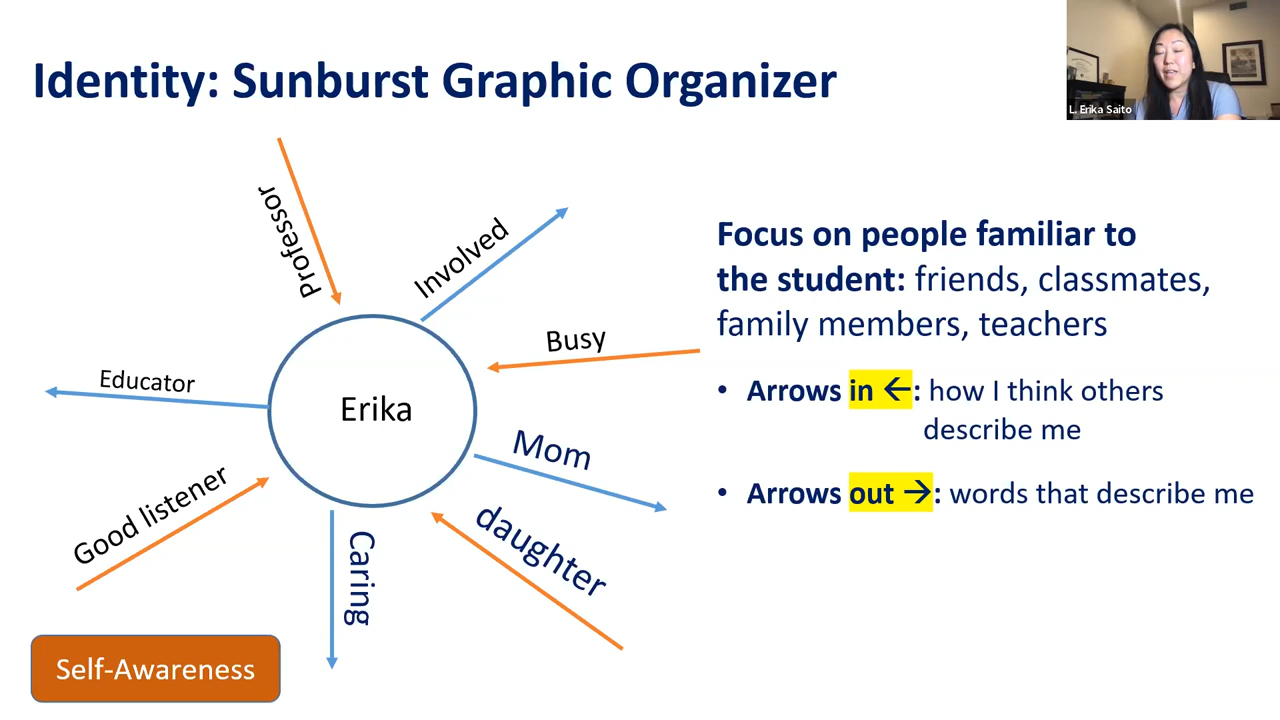 Identity: Sunburst Graphic Organizer
L. Erika Saito
Professor
Involved
Busy
Educator
Erika
Mom
Good listener
Caring
daughter
Self-Awareness
Focus on people familiar to
the student: friends, classmates,
family members, teachers
• Arrows in ←: how I think others
describe me
• Arrows out →: words that describe me